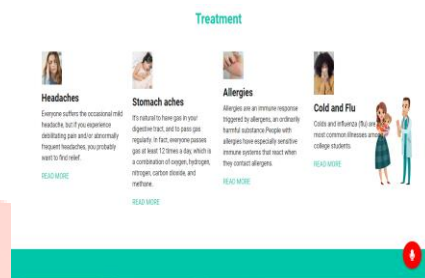 Treatment
Headaches
Everyone suffers the occasional mild
headache, but if you experience
debilitating pain and/or abnormally
frequent headaches, you probably
want to find relief.
READ MORE
Stomach aches
It's natural to have gas in your
digestive tract, and to pass gas
regularly. In fact, everyone passes
gas at least 12 times a day, which is
a combination of oxygen, hydrogen,
nitrogen, carbon dioxide, and
methane.
READ MORE
Allergies
Allergies are an immune response
triggered by allergens, an ordinarily
harmful substance.People with
allergies have especially sensitive
immune systems that react when
they contact allergens.
READ MORE
Cold and Flu
Colds and influenza (flu) are
most common illnesses among
college students.
READ MORE